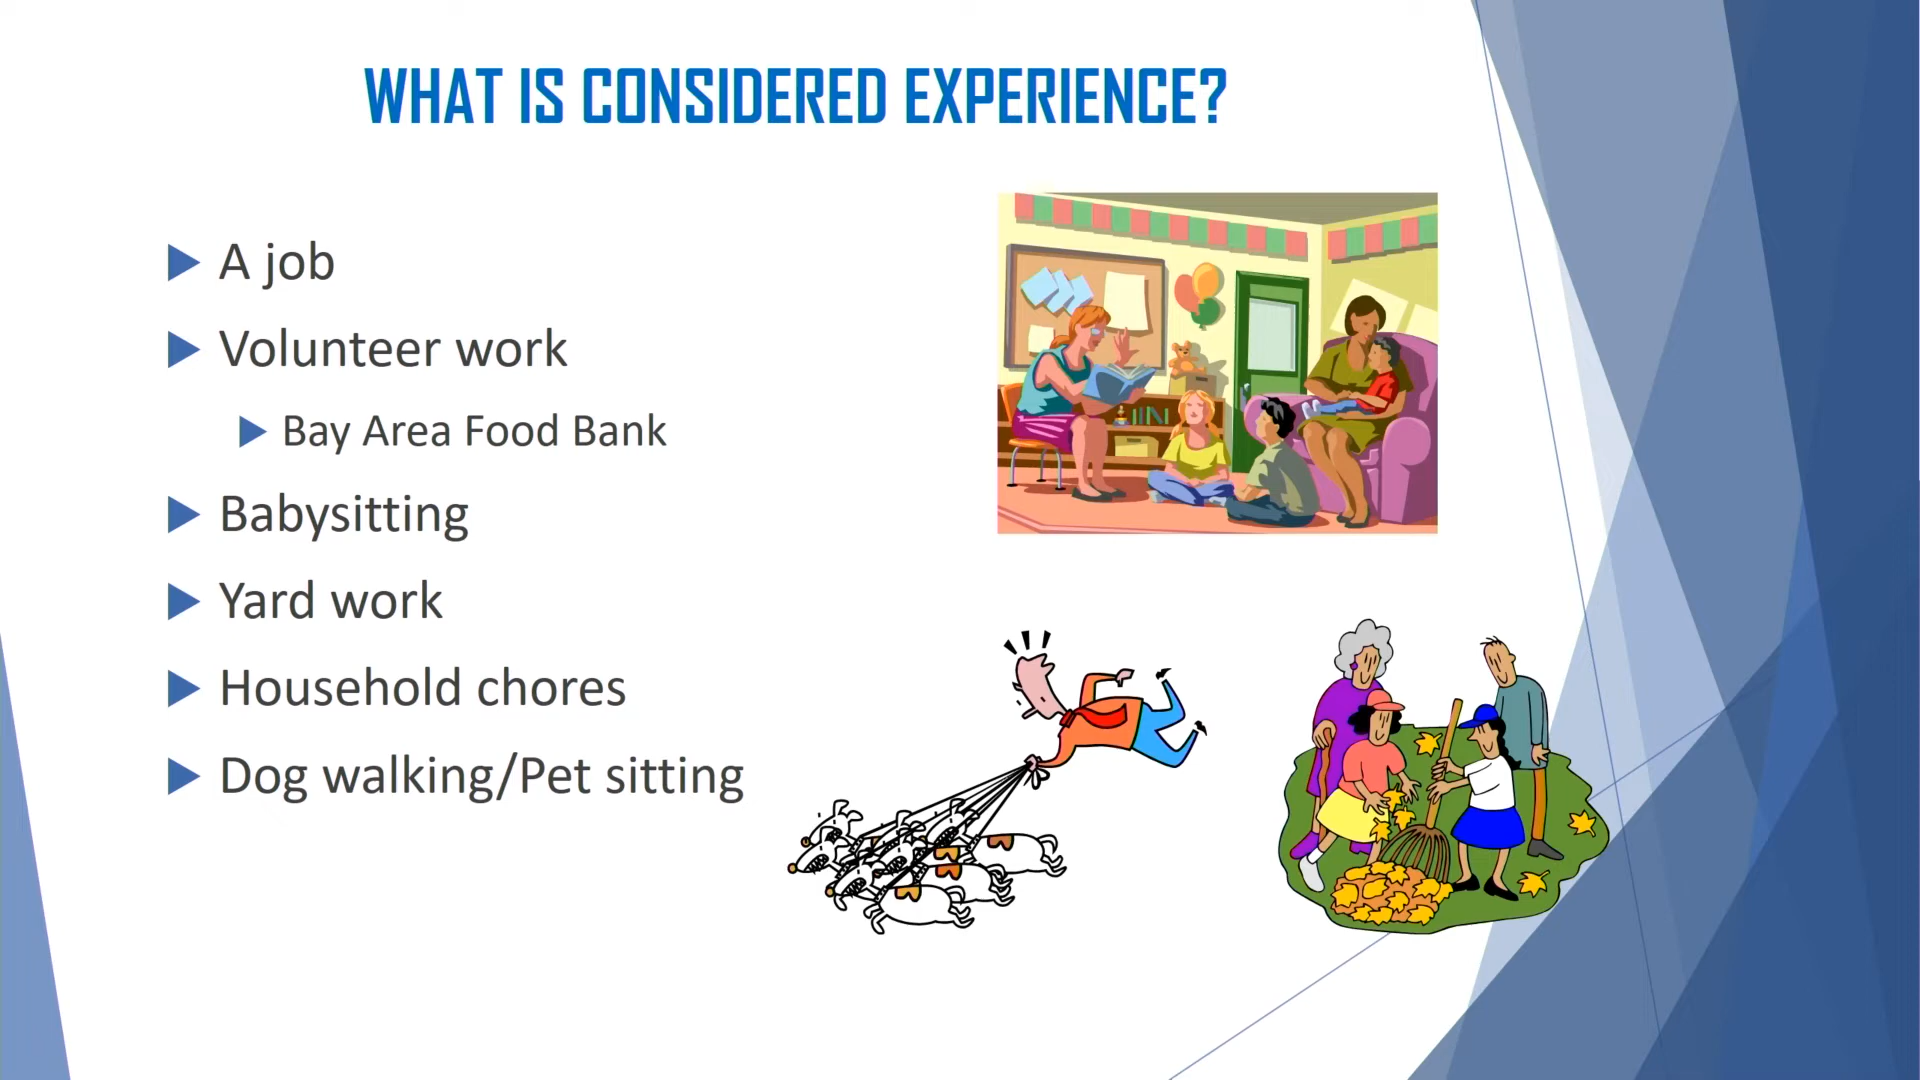 WHAT IS CONSIDERED EXPERIENCE?
A job
Volunteer work
Bay Area Food Bank
Babysitting
Yard work
Household chores
Dog walking/Pet sitting